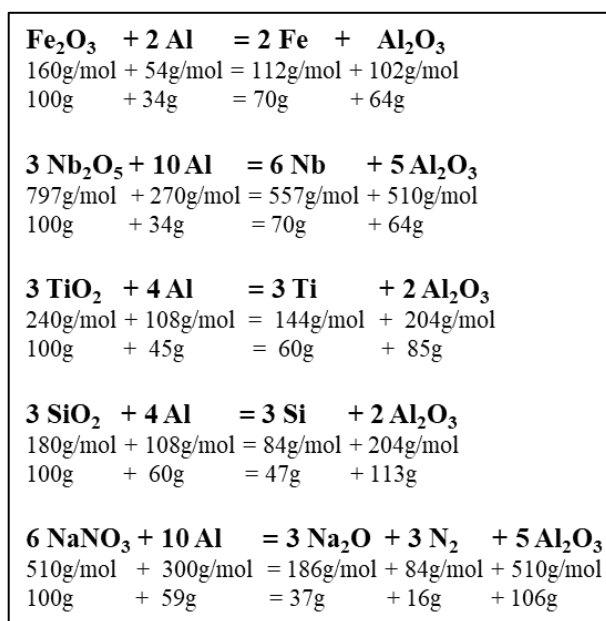 Fe₂O₃ + 2 Al = 2 Fe + Al₂O₃
160g/mol + 54g/mol = 112g/mol + 102g/mol
100g + 34g = 70g + 64g
3 Nb₂O₅ + 10 Al = 6 Nb + 5 Al₂O₃
797g/mol + 270g/mol = 557g/mol + 510g/mol
100g + 34g = 70g + 64g
3 TiO₂ + 4 Al = 3 Ti + 2 Al₂O₃
240g/mol + 108g/mol = 144g/mol + 204g/mol
100g + 45g = 60g + 85g
3 SiO₂ + 4 Al = 3 Si + 2 Al₂O₃
180g/mol + 108g/mol = 84g/mol + 204g/mol
100g + 60g = 47g + 113g
6 NaNO₃ + 10 Al = 3 Na₂O + 3 N₂ + 5 Al₂O₃
510g/mol + 300g/mol = 186g/mol + 84g/mol + 510g/mol
100g + 59g = 37g + 16g + 106g